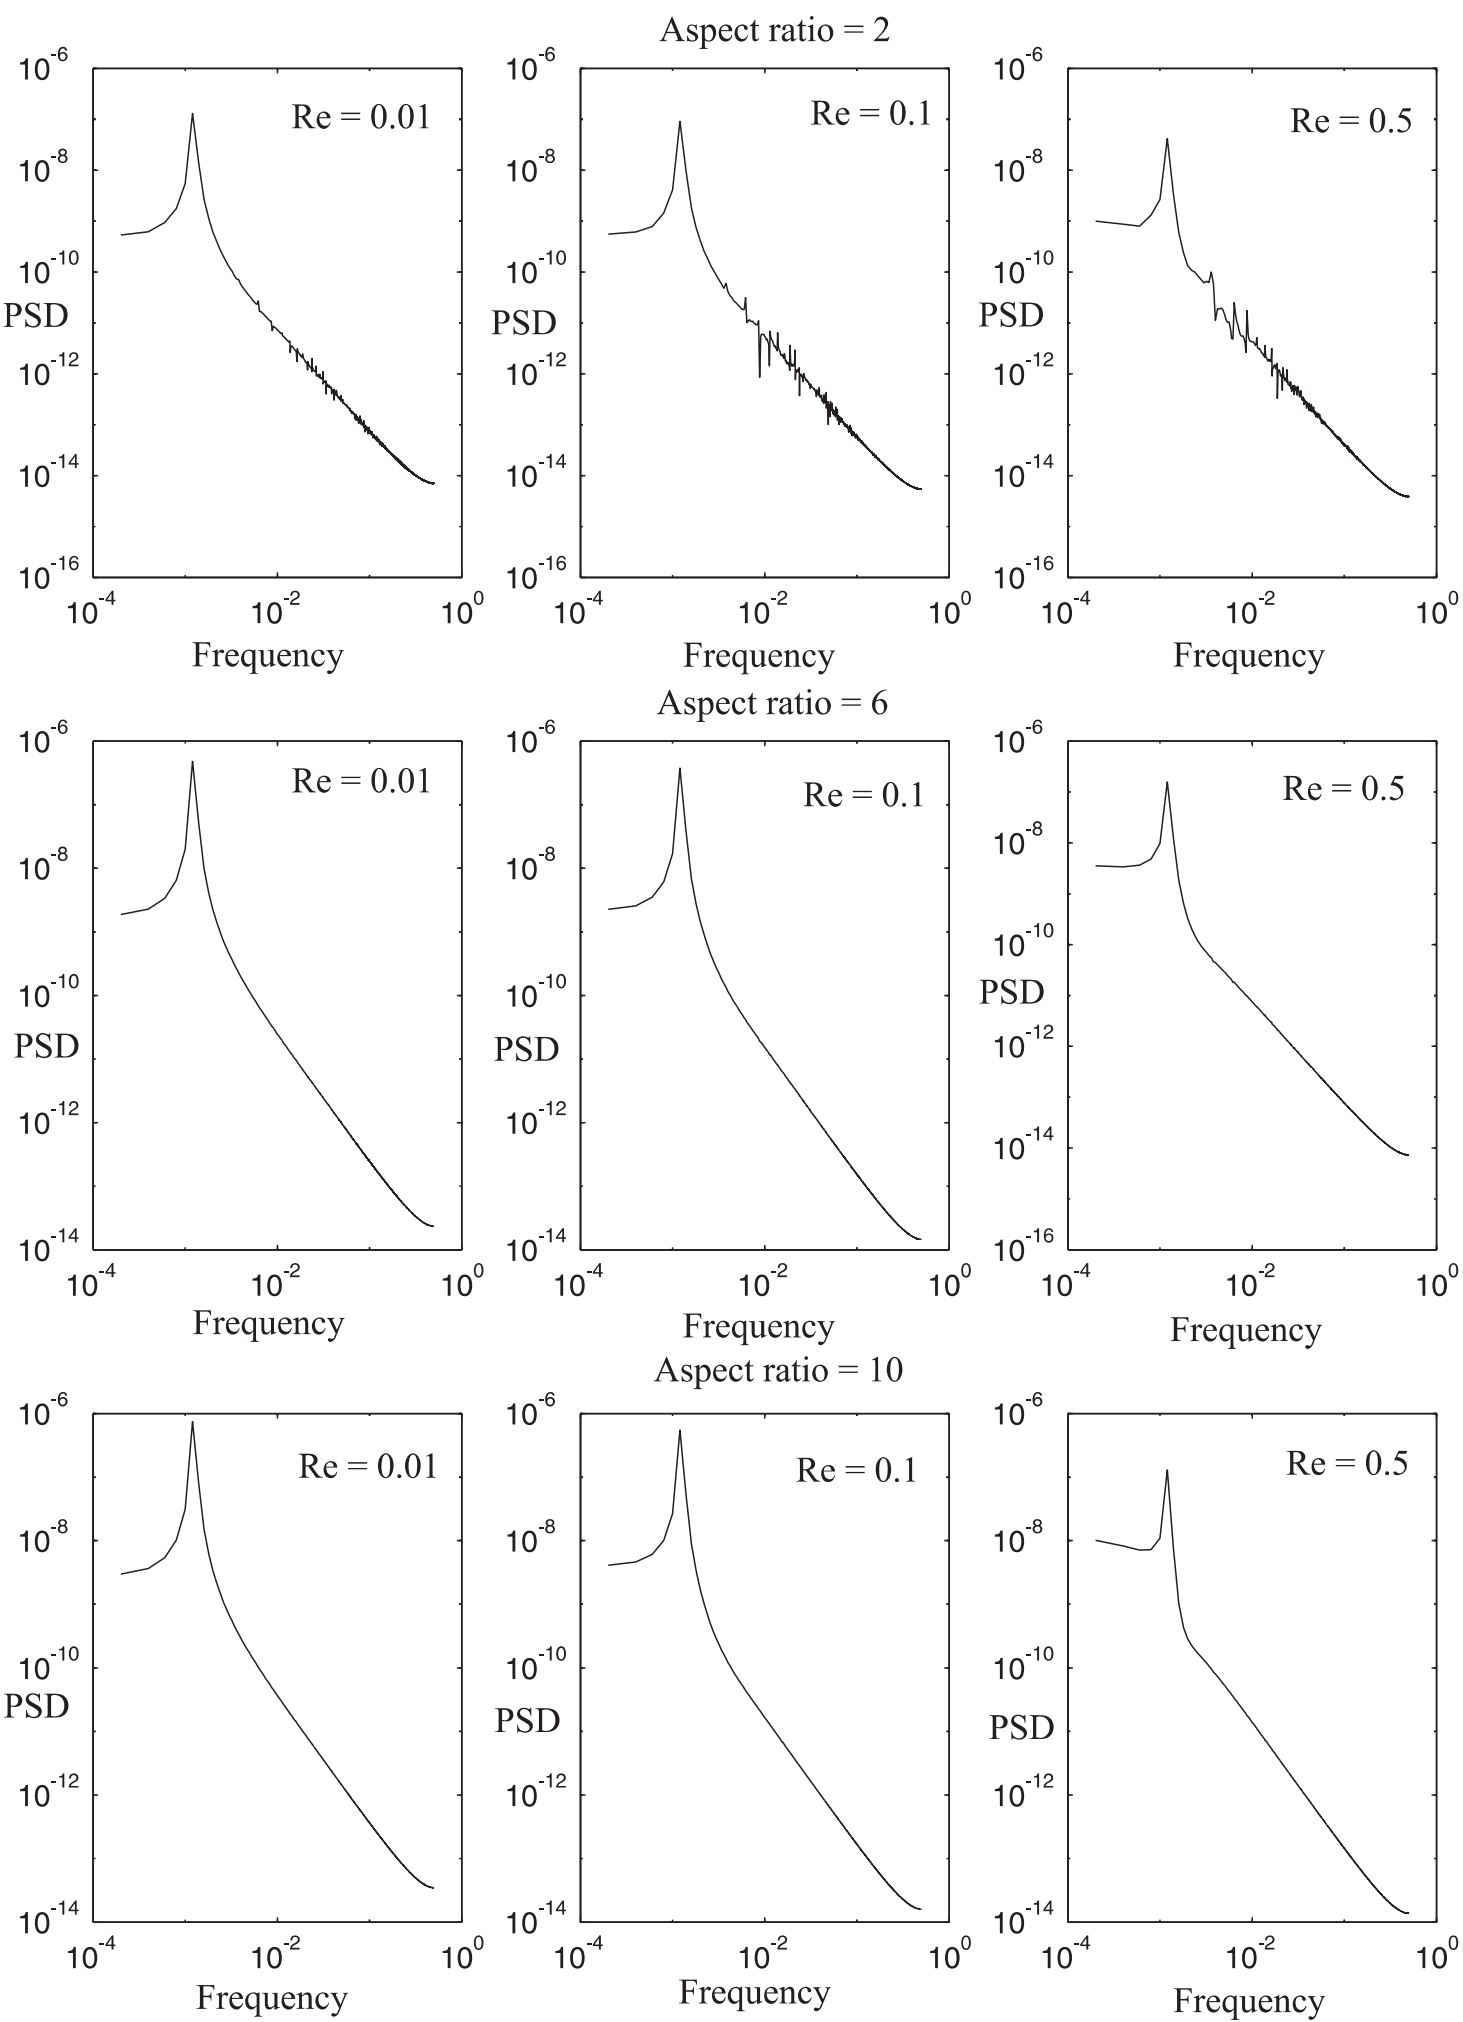 Aspect ratio = 2
10^-6 10^-6 10^-6
Re = 0.01 Re = 0.1 Re = 0.5
10^-8 10^-8 10^-8
10^-10 10^-10 10^-10
PSD PSD PSD
10^-12 10^-12 10^-12
10^-14 10^-14 10^-14
10^-16 10^-16 10^-16
10^-4 10^-2 10^0 10^-4 10^-2 10^0 10^-4 10^-2 10^0
Frequency Frequency Frequency
Aspect ratio = 6
10^-6 10^-6 10^-6
Re = 0.01 Re = 0.1 Re = 0.5
10^-8 10^-8 10^-8
10^-10 10^-10 10^-10
PSD PSD PSD
10^-12 10^-12 10^-12
10^-14
10^-14 10^-14 10^-16
10^-4 10^-2 10^0 10^-4 10^-2 10^0 10^-4 10^-2 10^0
Frequency Frequency Frequency
Aspect ratio = 10
10^-6 10^-6 10^-6
Re = 0.01 Re = 0.1 Re = 0.5
10^-8 10^-8 10^-8
10^-10 10^-10 10^-10
PSD PSD PSD
10^-12 10^-12 10^-12
10^-14 10^-14 10^-14
10^-4 10^-2 10^0 10^-4 10^-2 10^0 10^-4 10^-2 10^0
Frequency Frequency Frequency